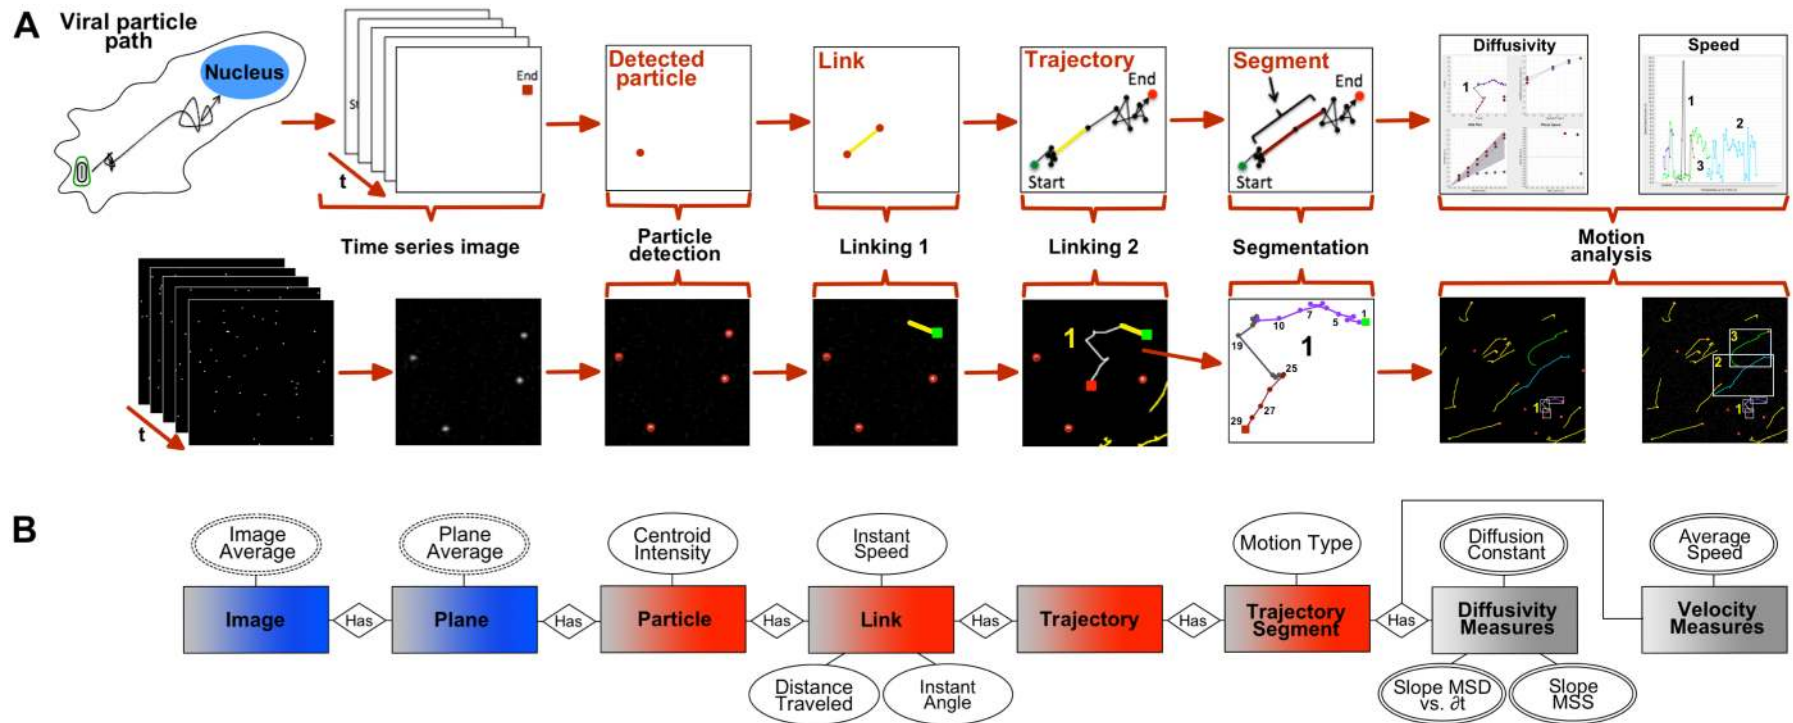 A
Viral particle
path
Nucleus
t
End
Detected
particle
Link
Trajectory
End
Start
Segment
End
Start
Diffusivity
1
Speed
1
2
3
Time series image
Particle
detection
Linking 1
Linking 2
Segmentation
Motion
analysis
t
1
1
5
7
10
19
1
25
27
29
1
3
2
1
B
Image
Average
Plane
Average
Centroid
Intensity
Instant
Speed
Motion Type
Diffusion
Constant
Average
Speed
Image
Has
Plane
Has
Particle
Has
Link
Has
Trajectory
Has
Trajectory
Segment
Has
Diffusivity
Measures
Velocity
Measures
Distance
Traveled
Instant
Angle
Slope MSD
vs. ∂t
Slope
MSS